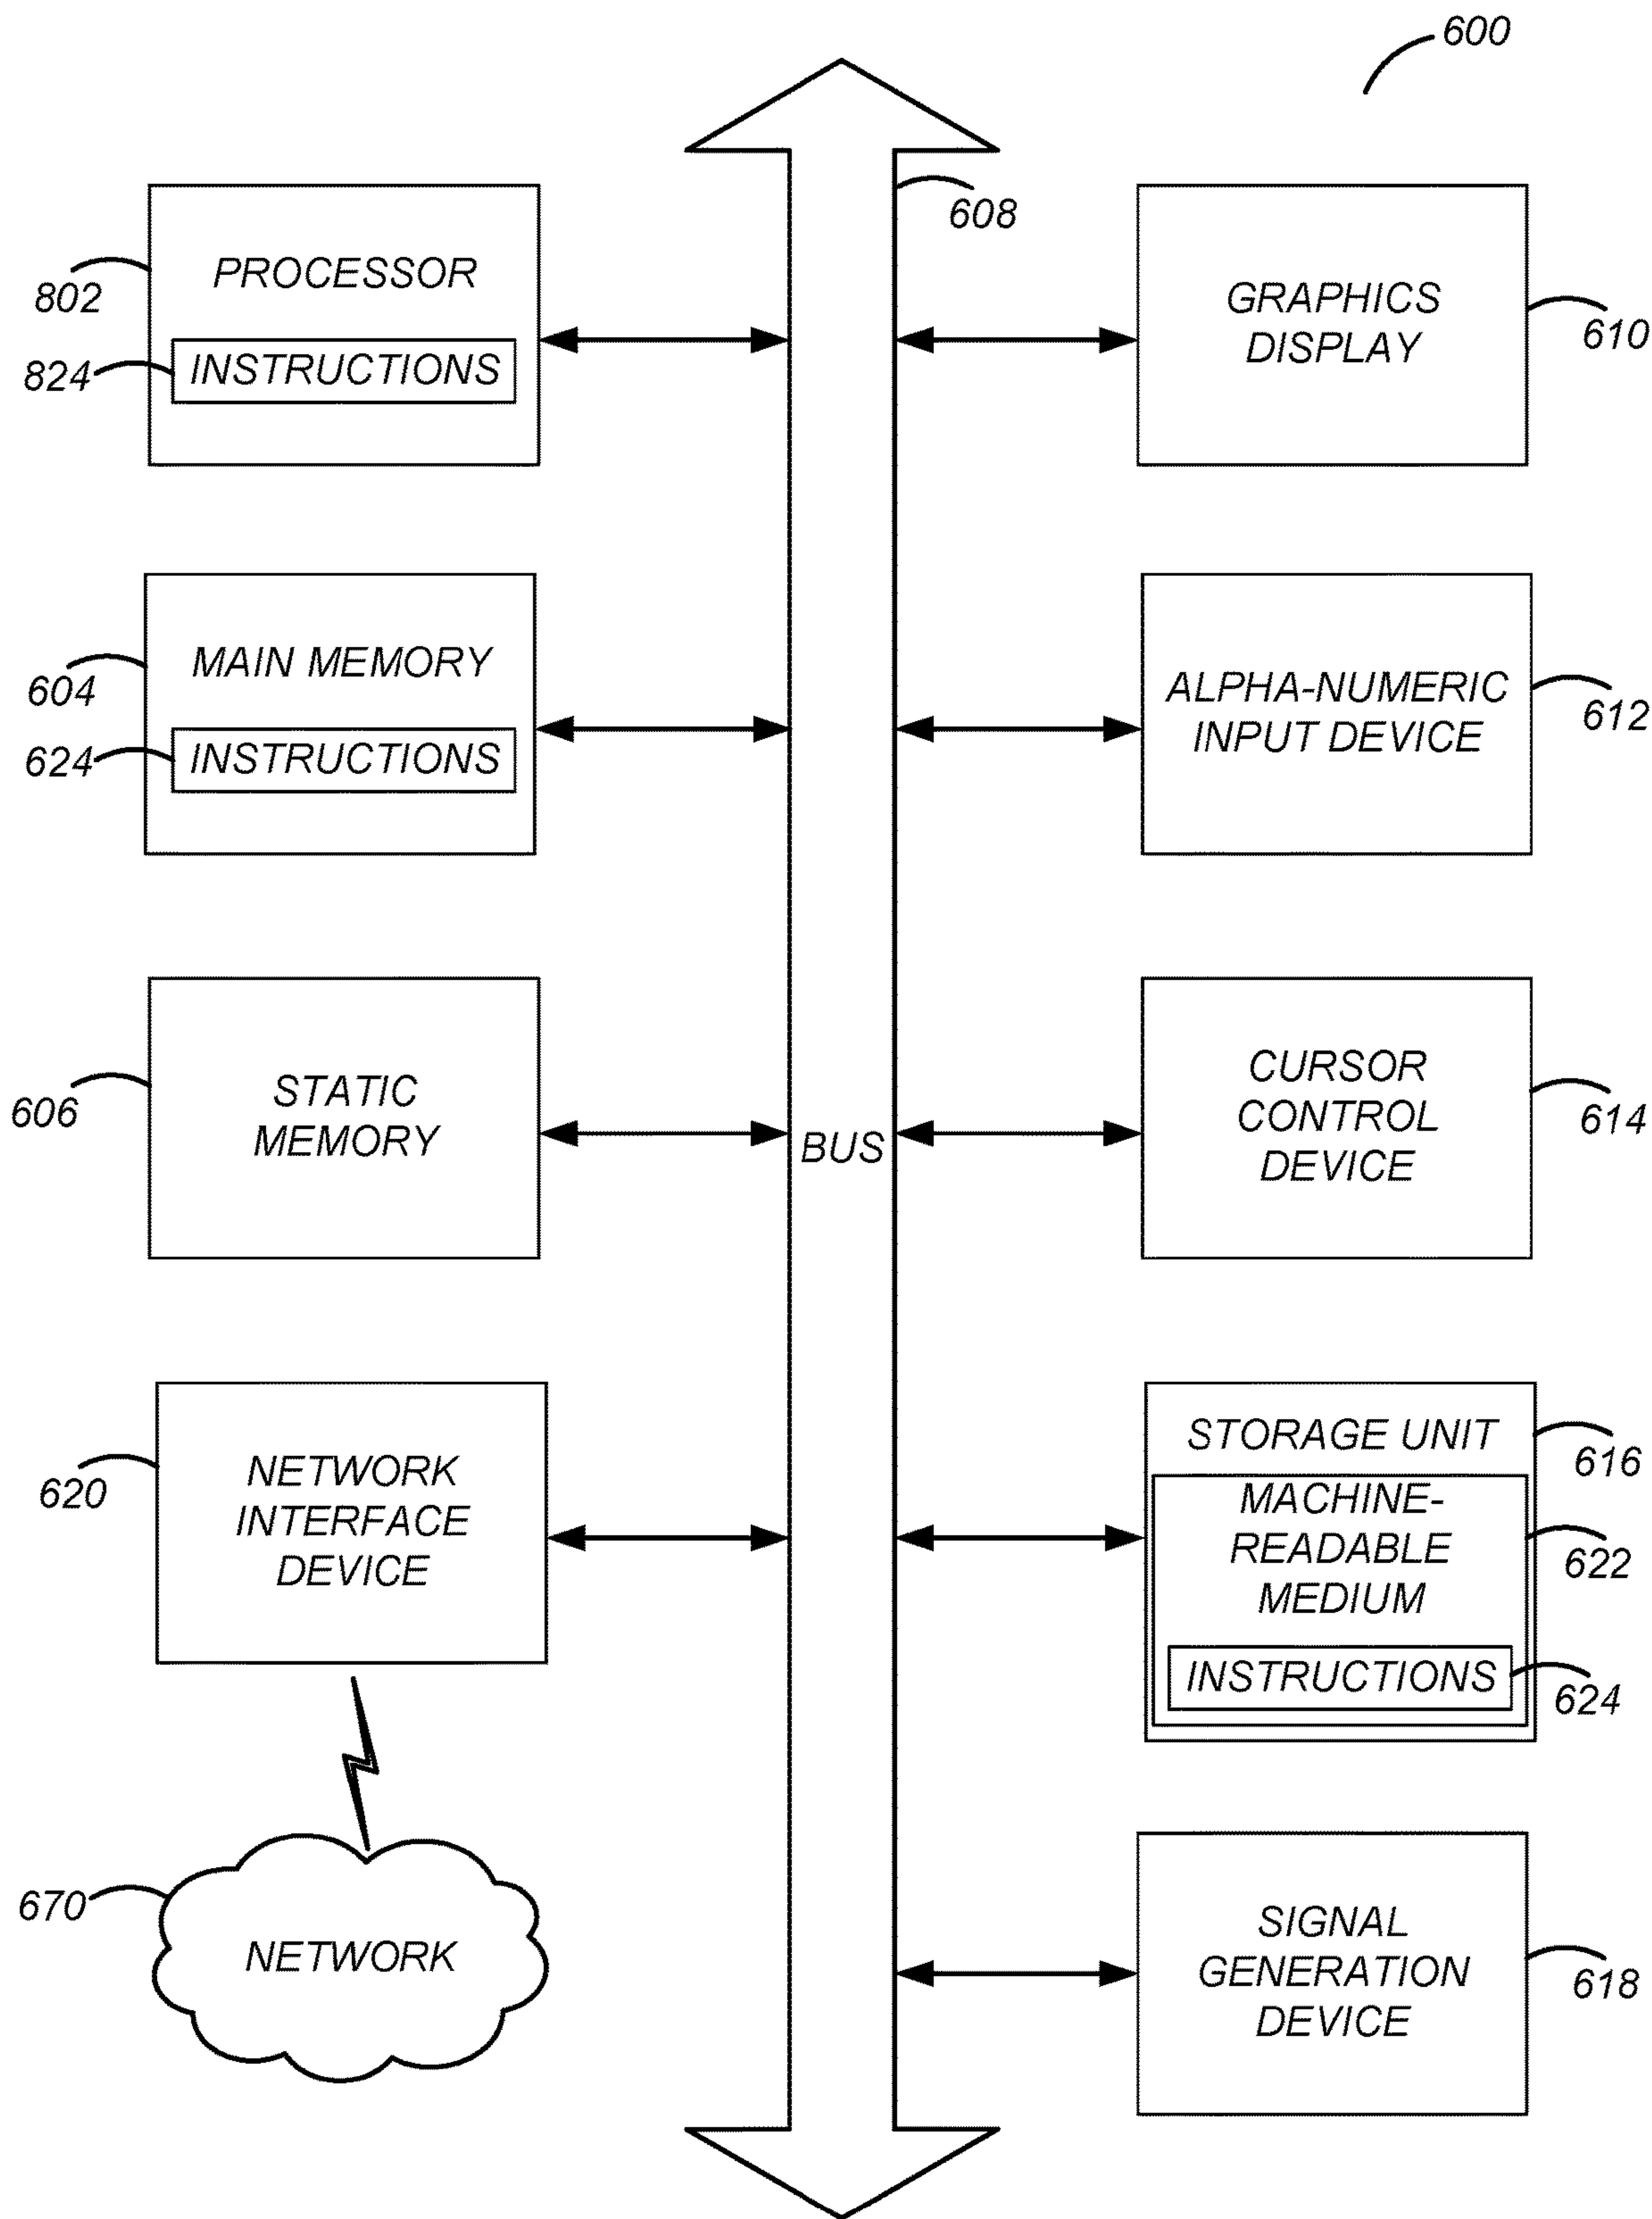 600
608
PROCESSOR
802
INSTRUCTIONS
824
GRAPHICS
DISPLAY
610
MAIN MEMORY
604
INSTRUCTIONS
624
ALPHA-NUMERIC
INPUT DEVICE
612
STATIC
MEMORY
606
BUS
CURSOR
CONTROL
DEVICE
614
NETWORK
INTERFACE
DEVICE
620
STORAGE UNIT
616
MACHINE-
READABLE
MEDIUM
622
INSTRUCTIONS
624
670
NETWORK
SIGNAL
GENERATION
DEVICE
618